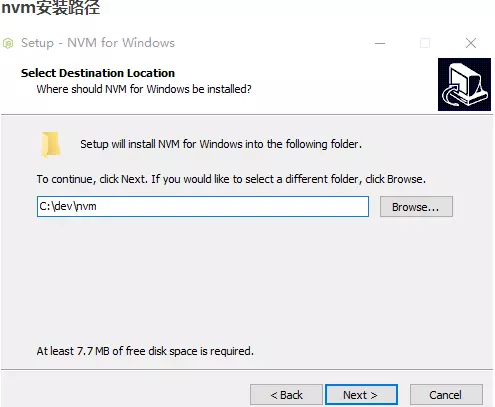 nvm安装路径
Setup - NVM for Windows
Select Destination Location
Where should NVM for Windows be installed?
Setup will install NVM for Windows into the following folder.
To continue, click Next. If you would like to select a different folder, click Browse.
C:\dev\nvm
Browse...
At least 7.7 MB of free disk space is required.
< Back
Next >
Cancel